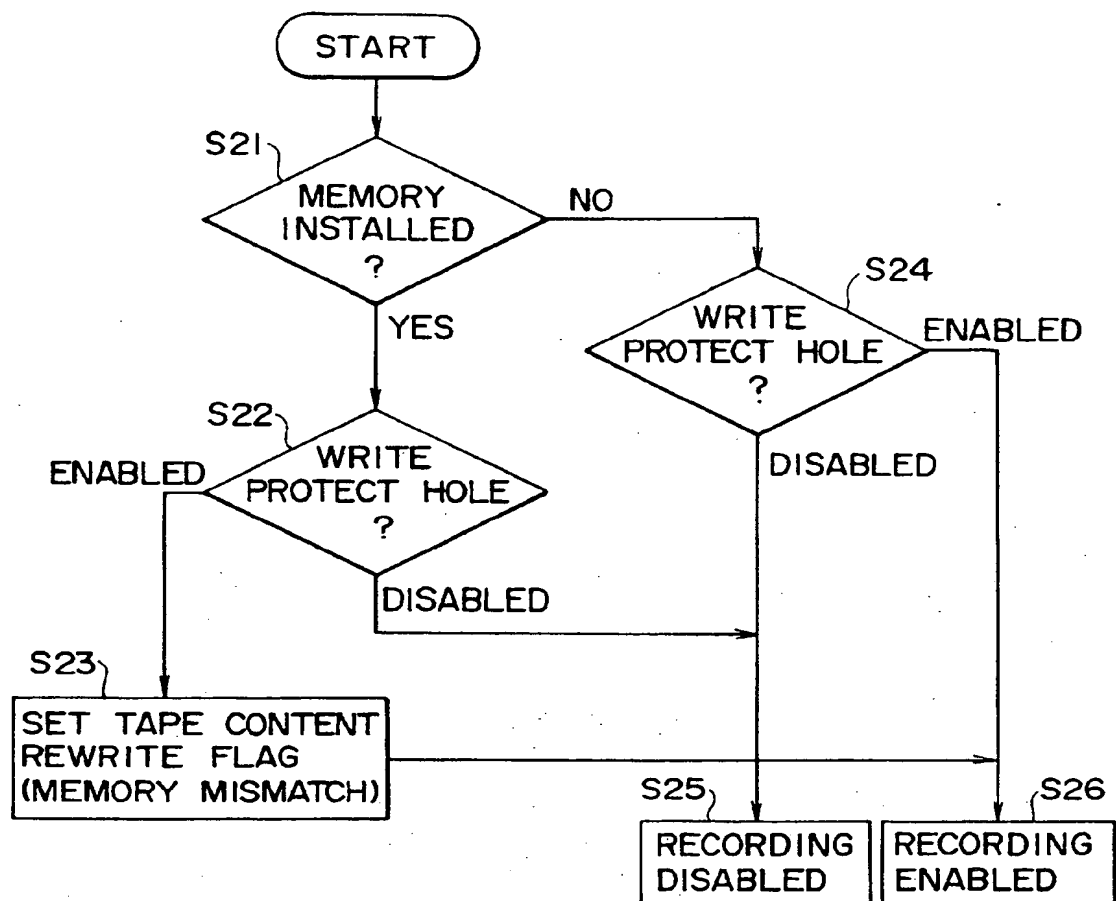 START
S21
MEMORY
INSTALLED
?
NO
YES
S24
WRITE
PROTECT HOLE
?
ENABLED
DISABLED
S22
WRITE
PROTECT HOLE
?
ENABLED
DISABLED
S23
SET TAPE CONTENT
REWRITE FLAG
(MEMORY MISMATCH)
S25
RECORDING
DISABLED
S26
RECORDING
ENABLED